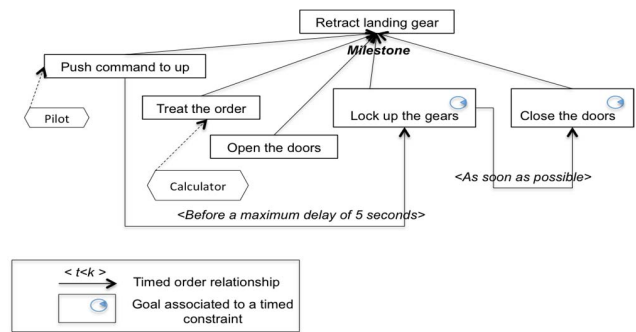 Retract landing gear
Milestone
Push command to up
Pilot
Treat the order
Lock up the gears
Close the doors
Open the doors
Calculator
<As soon as possible>
<Before a maximum delay of 5 seconds>
< t<k >
Timed order relationship
Goal associated to a timed
constraint